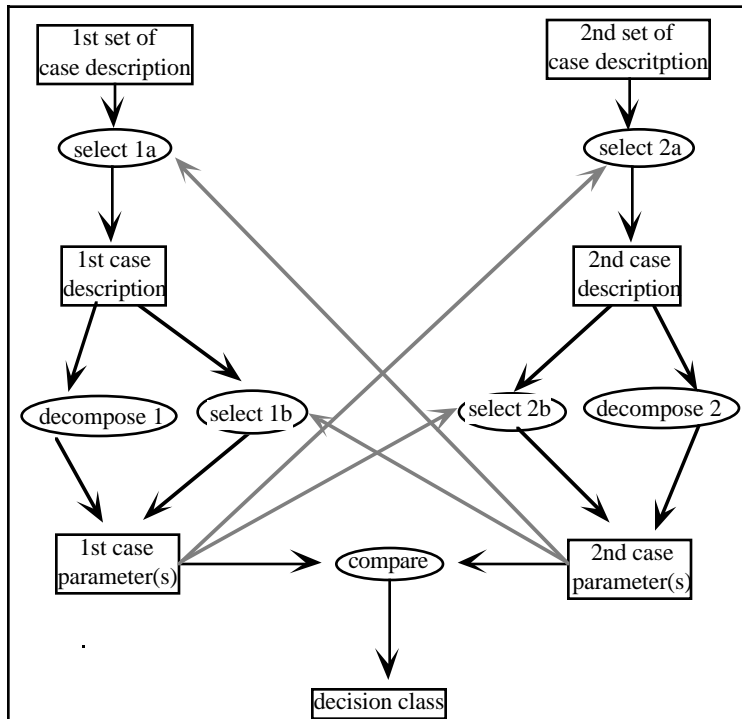 1st set of
case description
2nd set of
case descritption
select 1a
select 2a
1st case
description
2nd case
description
decompose 1
select 1b
select 2b
decompose 2
1st case
parameter(s)
compare
2nd case
parameter(s)
decision class